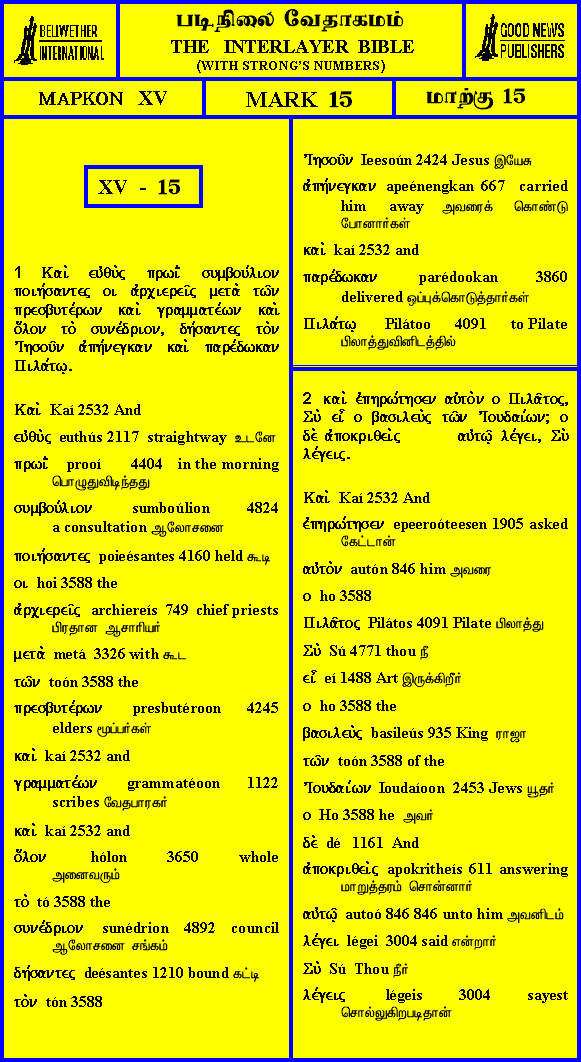 BELLWETHER
INTERNATIONAL
படிநிலை வேதாகமம்
THE INTERLAYER BIBLE
(WITH STRONG'S NUMBERS)
GOOD NEWS
PUBLISHERS
ΜΑΡΚΟΝ XV
MARK 15
மாற்கு 15
XV - 15
1 Καὶ εὐθὺς πρωῒ συμβούλιον
ποιήσαντες οι ἀρχιερεῖς μετὰ τῶν
πρεσβυτέρων καὶ γραμματέων καὶ
ὅλον τὸ συνέδριον, δήσαντες τὸν
Ἰησοῦν ἀπήνεγκαν καὶ παρέδωκαν
Πιλάτῳ.
Καὶ Kaí 2532 And
εὐθὺς euthús 2117 straightway உடனே
πρωῒ prooí 4404 in the morning
பொழுதுவிடிந்தது
συμβούλιον sumboúlion 4824
a consultation ஆலோசனை
ποιήσαντες poieésantes 4160 held கூடி
οι hoi 3588 the
ἀρχιερεῖς archiereís 749 chief priests
பிரதான ஆசாரியர்
μετὰ metá 3326 with கூட
τῶν toón 3588 the
πρεσβυτέρων presbutéroon 4245
elders மூப்பர்கள்
καὶ kaí 2532 and
γραμματέων grammatéoon 1122
scribes வேதபாரகர்
καὶ kaí 2532 and
ὅλον hólon 3650 whole
அனைவரும்
τὸ tó 3588 the
συνέδριον sunédrion 4892 council
ஆலோசனை சங்கம்
δήσαντες deésantes 1210 bound கட்டி
τὸν tón 3588
Ἰησοῦν Ieesoún 2424 Jesus இயேசு
ἀπήνεγκαν apeénengkan 667 carried
him away அவரைக் கொண்டு
போனார்கள்
καὶ kaí 2532 and
παρέδωκαν parédookan 3860
delivered ஒப்புக்கொடுத்தார்கள்
Πιλάτῳ Pilátoo 4091 to Pilate
பிலாத்துவினிடத்தில்
2 καὶ ἐπηρώτησεν αὐτὸν ο Πιλᾶτος,
Σὺ εἶ ο βασιλεὺς τῶν Ἰουδαίων; ο
δὲ ἀποκριθεὶς αὐτῷ λέγει, Σὺ
λέγεις.
Καὶ Kaí 2532 And
ἐπηρώτησεν epeeroóteesen 1905 asked
கேட்டான்
αὐτὸν autón 846 him அவரை
ο ho 3588
Πιλᾶτος Pilátos 4091 Pilate பிலாத்து
Σὺ Sú 4771 thou நீ
εἶ eí 1488 Art இருக்கிறீர்
ο ho 3588 the
βασιλεὺς basileús 935 King ராஜா
τῶν toón 3588 of the
Ἰουδαίων Ioudaíoon 2453 Jews யூதர்
ο Ho 3588 he அவர்
δὲ dé 1161 And
ἀποκριθεὶς apokritheís 611 answering
மாறுத்தரம் சொன்னார்
αὐτῷ autoó 846 846 unto him அவனிடம்
λέγει légei 3004 said என்றார்
Σὺ Sú Thou நீர்
λέγεις légeis 3004 sayest
சொல்லுகிறபடிதான்